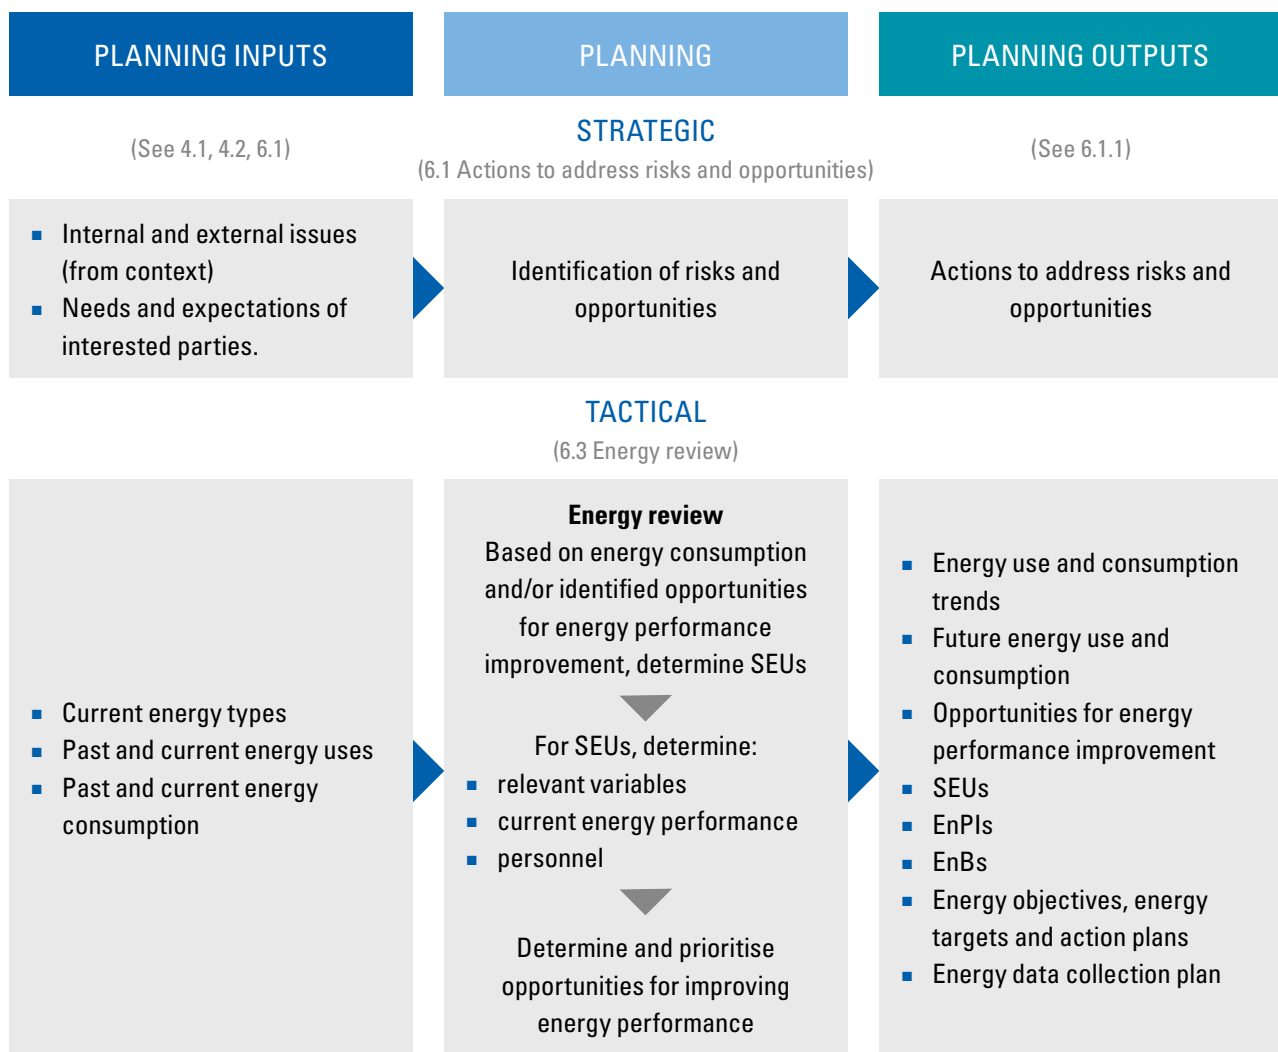 PLANNING INPUTS
PLANNING
PLANNING OUTPUTS
(See 4.1, 4.2, 6.1)
STRATEGIC
(6.1 Actions to address risks and opportunities)
(See 6.1.1)
▪ Internal and external issues
(from context)
▪ Needs and expectations of
interested parties.
Identification of risks and
opportunities
Actions to address risks and
opportunities
TACTICAL
(6.3 Energy review)
▪ Current energy types
▪ Past and current energy uses
▪ Past and current energy
consumption
Energy review
Based on energy consumption
and/or identified opportunities
for energy performance
improvement, determine SEUs
For SEUs, determine:
▪ relevant variables
▪ current energy performance
▪ personnel
Determine and prioritise
opportunities for improving
energy performance
▪ Energy use and consumption
trends
▪ Future energy use and
consumption
▪ Opportunities for energy
performance improvement
▪ SEUs
▪ EnPIs
▪ EnBs
▪ Energy objectives, energy
targets and action plans
▪ Energy data collection plan